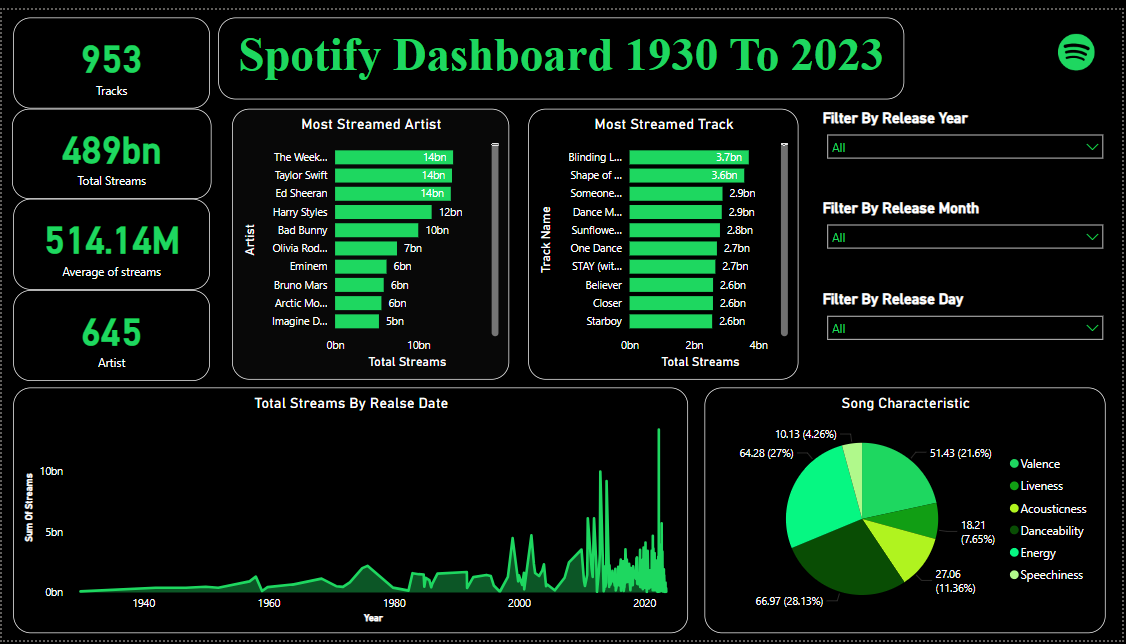 953
Tracks
489bn
Total Streams
514.14M
Average of streams
645
Artist
Spotify Dashboard 1930 To 2023
Most Streamed Artist
Artist
The Week... 14bn
Taylor Swift 14bn
Ed Sheeran 14bn
Harry Styles 12bn
Bad Bunny 10bn
Olivia Rod... 7bn
Eminem 6bn
Bruno Mars 6bn
Arctic Mo... 6bn
Imagine D... 5bn
0bn 10bn
Total Streams
Most Streamed Track
Track Name
Blinding L... 3.7bn
Shape of ... 3.6bn
Someone... 2.9bn
Dance M... 2.9bn
Sunflowe... 2.8bn
One Dance 2.7bn
STAY (wit... 2.7bn
Believer 2.6bn
Closer 2.6bn
Starboy 2.6bn
0bn 2bn 4bn
Total Streams
Filter By Release Year
All
Filter By Release Month
All
Filter By Release Day
All
Total Streams By Realse Date
Sum Of Streams
10bn
5bn
0bn
1940 1960 1980 2000 2020
Year
Song Characteristic
10.13 (4.26%)
64.28 (27%)
51.43 (21.6%)
18.21
(7.65%)
27.06
(11.36%)
66.97 (28.13%)
Valence
Liveness
Acousticness
Danceability
Energy
Speechiness